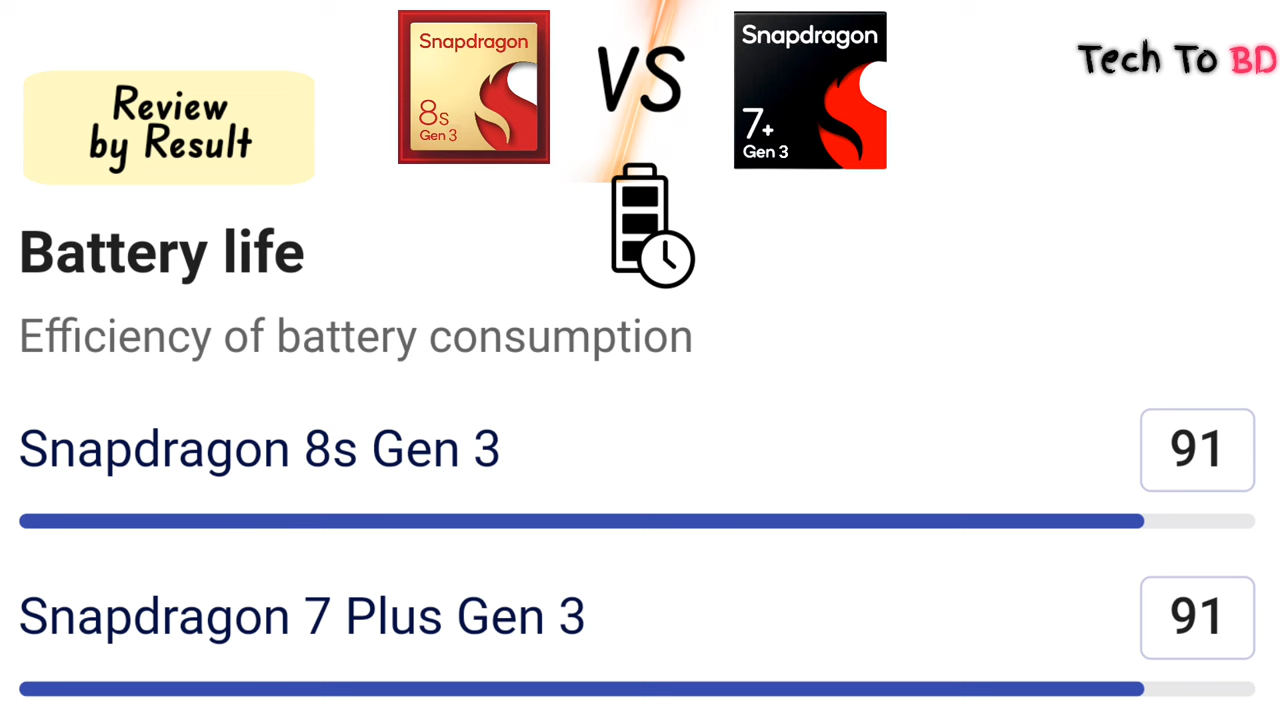 Review
by Result
Snapdragon
8s
Gen 3
VS
Snapdragon
7+
Gen 3
Tech To BD
Battery life
Efficiency of battery consumption
Snapdragon 8s Gen 3
91
Snapdragon 7 Plus Gen 3
91